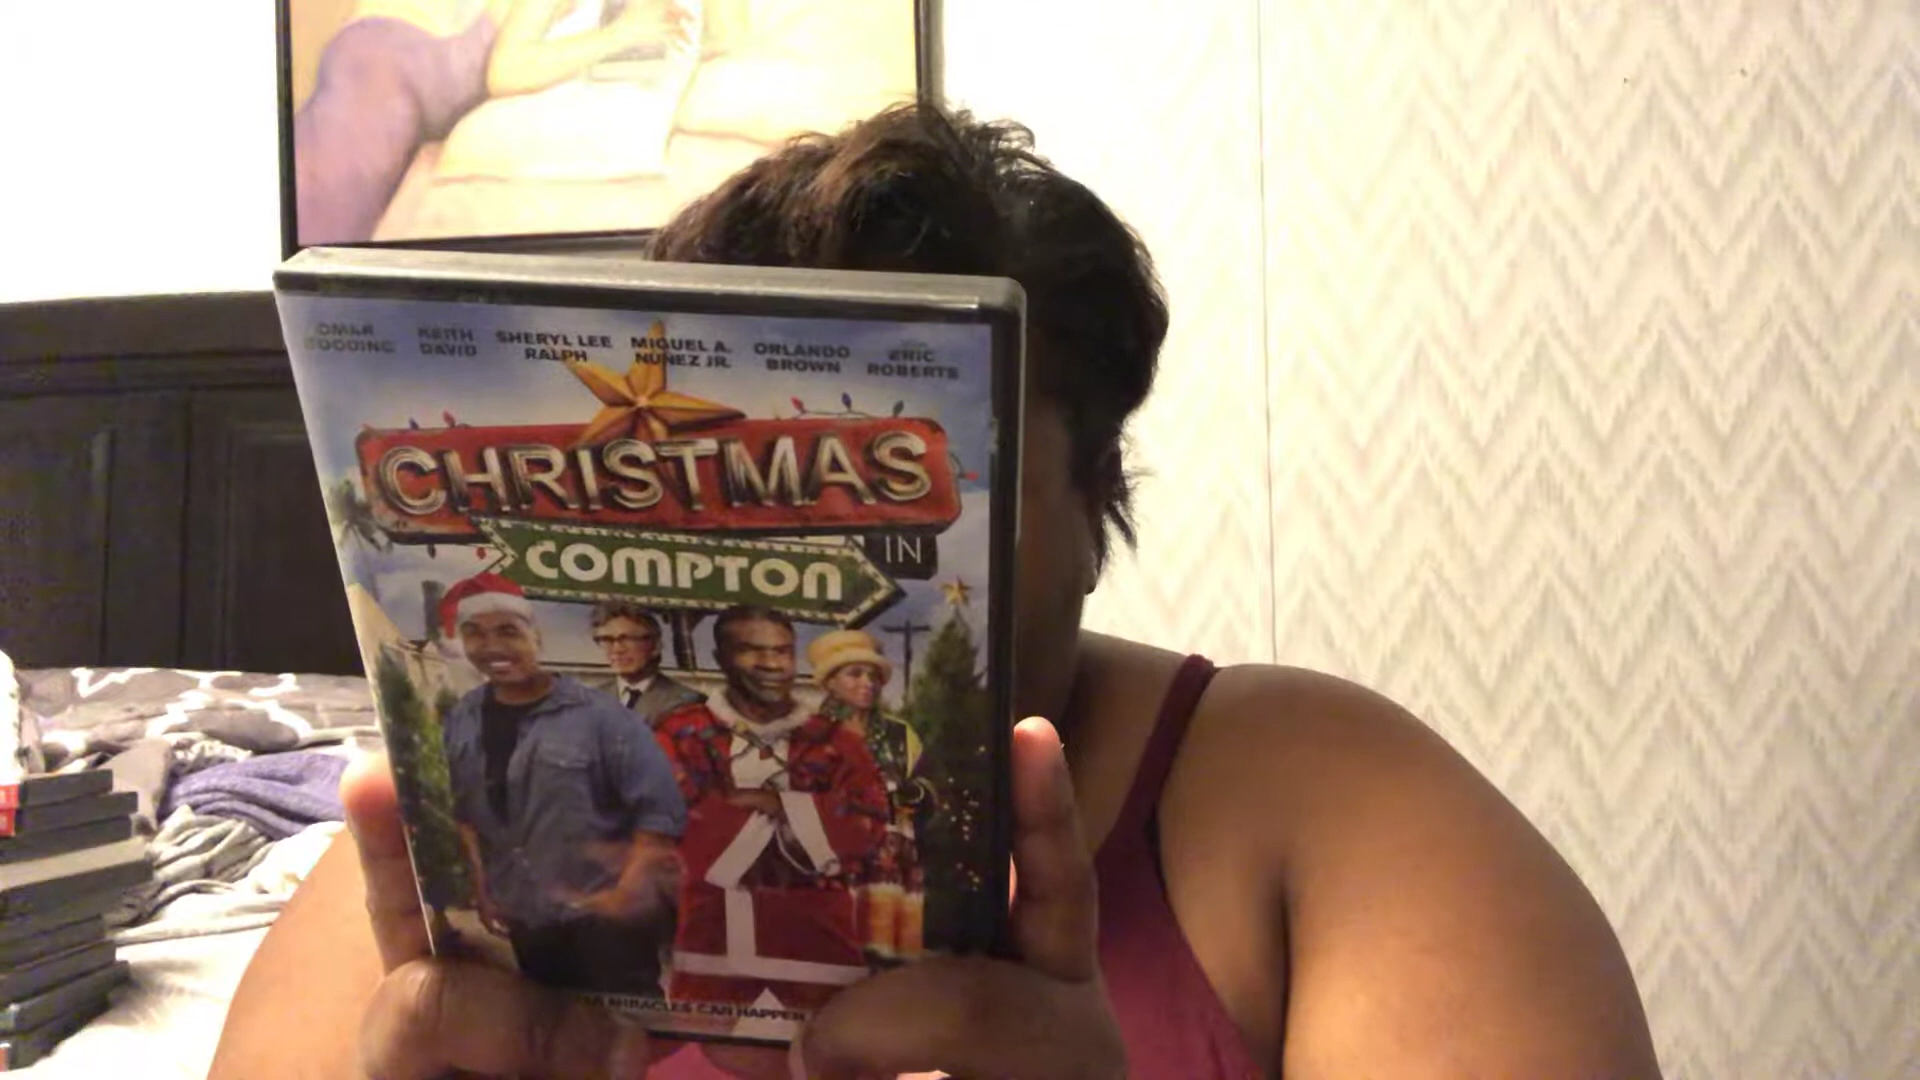 OMAR KEITH SHERYL LEE MIGUEL A. ORLANDO ERIC
GOODING DAVID RALPH NUÑEZ JR. BROWN ROBERTS
CHRISTMAS
IN
COMPTON
MIRACLES CAN HAPPEN